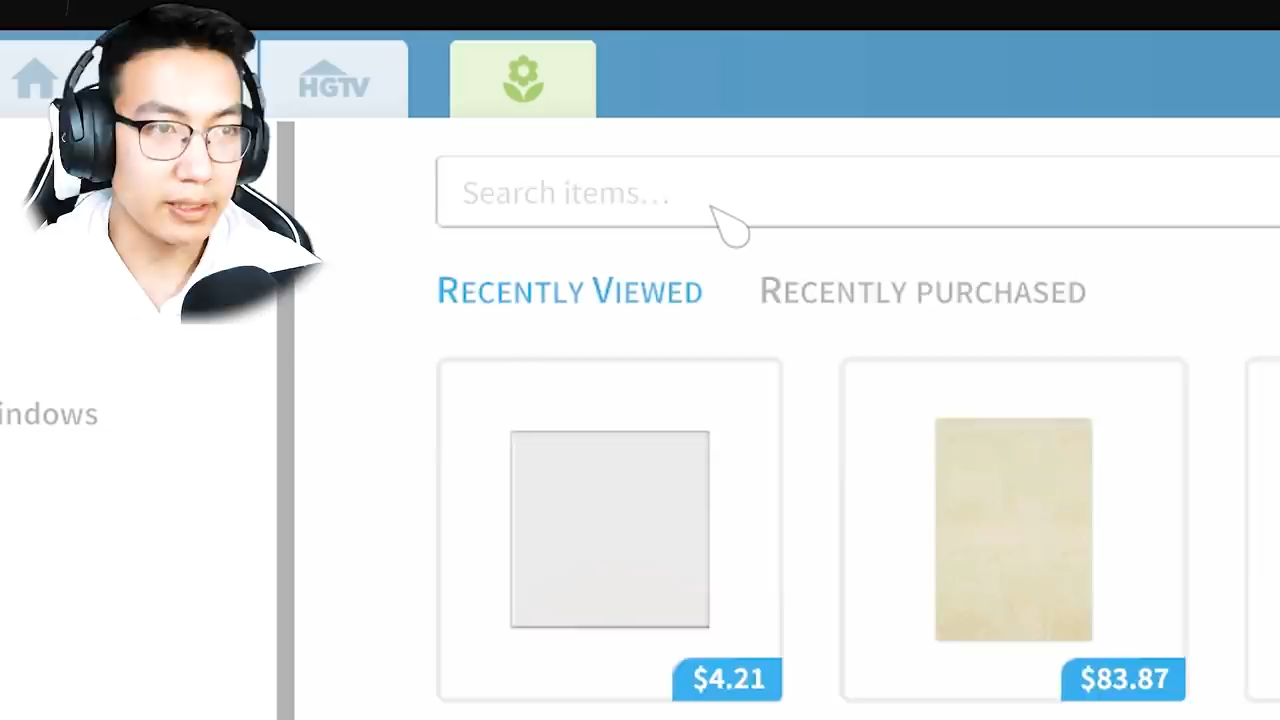 HGTV
Search items...
RECENTLY VIEWED
RECENTLY PURCHASED
indows
$4.21
$83.87